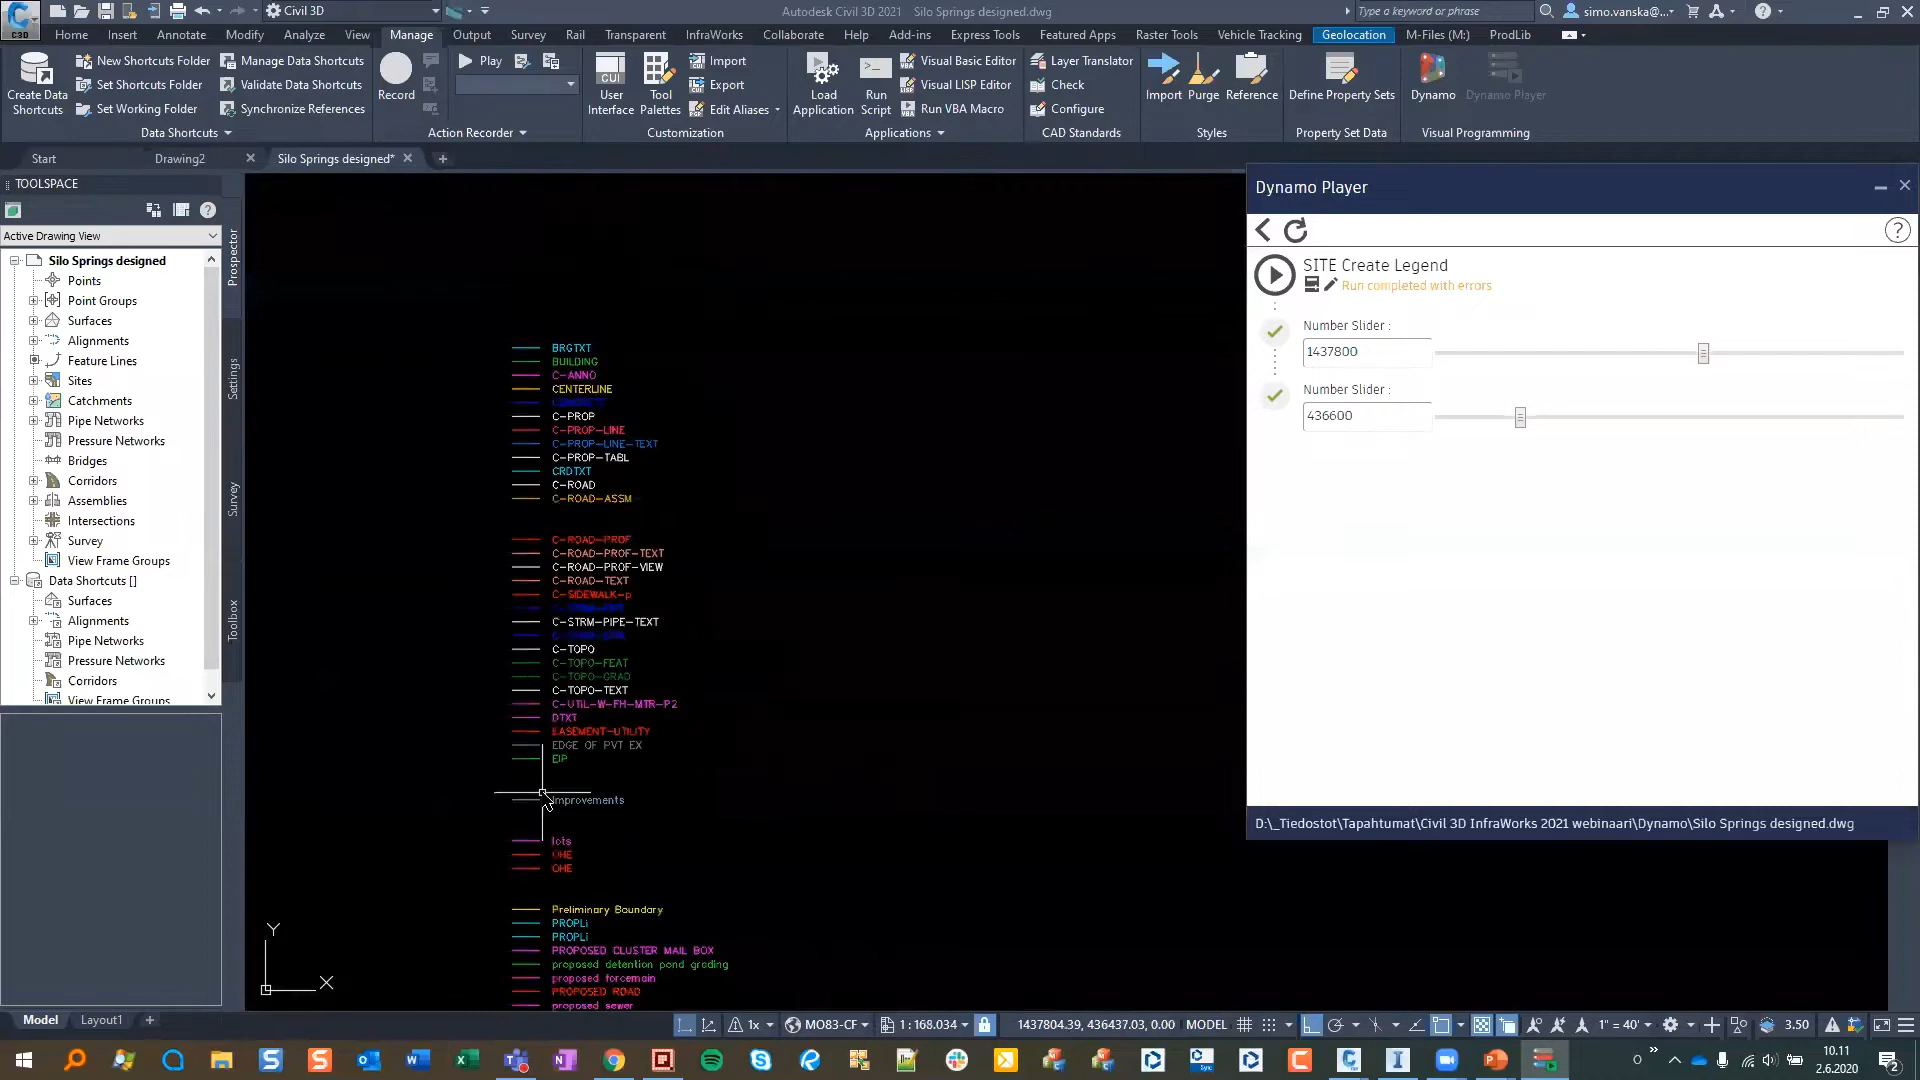 Civil 3D
Autodesk Civil 3D 2021 Silo Springs designed.dwg
Type a keyword or phrase
simo.vanska@...
C3D
Home Insert Annotate Modify Analyze View Manage Output Survey Rail Transparent InfraWorks Collaborate Help Add-ins Express Tools Featured Apps Raster Tools Vehicle Tracking Geolocation M-Files (M:) ProdLib
Create Data Shortcuts
New Shortcuts Folder
Set Shortcuts Folder
Set Working Folder
Manage Data Shortcuts
Validate Data Shortcuts
Synchronize References
Data Shortcuts
Record
Play
Action Recorder
CUI
User Interface
Tool Palettes
Import
Export
Edit Aliases
Customization
Load Application
Run Script
Visual Basic Editor
Visual LISP Editor
Run VBA Macro
Applications
Layer Translator
Check
Configure
CAD Standards
Import
Purge
Reference
Styles
Define Property Sets
Property Set Data
Dynamo
Dynamo Player
Visual Programming
Start
Drawing2
Silo Springs designed*
TOOLSPACE
Active Drawing View
Silo Springs designed
Points
Point Groups
Surfaces
Alignments
Feature Lines
Sites
Catchments
Pipe Networks
Pressure Networks
Bridges
Corridors
Assemblies
Intersections
Survey
View Frame Groups
Data Shortcuts []
Surfaces
Alignments
Pipe Networks
Pressure Networks
Corridors
View Frame Groups
Prospector
Settings
Survey
Toolbox
BRGTXT
BUILDING
C-ANNO
CENTERLINE
C-PROP
C-PROP-LINE
C-PROP-LINE-TEXT
C-PROP-TABL
CRDTXT
C-ROAD
C-ROAD-ASSM
C-ROAD-PROF
C-ROAD-PROF-TEXT
C-ROAD-PROF-VIEW
C-ROAD-TEXT
C-SIDEWALK-p
C-STRM-PIPE-TEXT
C-TOPO
C-TOPO-FEAT
C-TOPO-GRAD
C-TOPO-TEXT
C-UTIL-W-FH-MTR-P2
DTXT
EASEMENT-UTILITY
EDGE OF PVT EX
EIP
Improvements
lots
OHE
OHE
Preliminary Boundary
PROPLi
PROPLi
PROPOSED CLUSTER MAIL BOX
proposed detention pond grading
proposed forcemain
PROPOSED ROAD
proposed sewer
Y
X
Dynamo Player
SITE Create Legend
Run completed with errors
Number Slider :
1437800
Number Slider :
436600
D:\_Tiedostot\Tapahtumat\Civil 3D InfraWorks 2021 webinaari\Dynamo\Silo Springs designed.dwg
Model Layout1
1x
MO83-CF
1 : 168.034
1437804.39, 436437.03, 0.00 MODEL
1" = 40'
3.50
10.11
2.6.2020
2